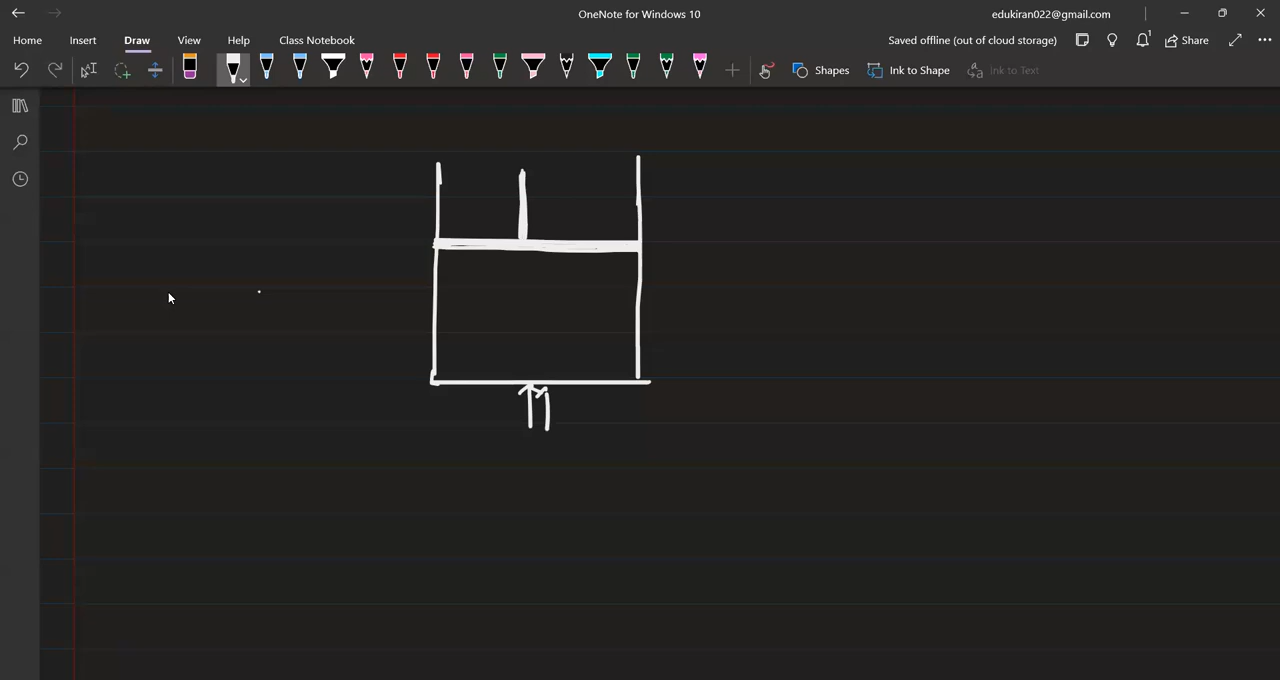 OneNote for Windows 10
edukiran022@gmail.com
Home Insert Draw View Help Class Notebook
Saved offline (out of cloud storage)
1
Share
Shapes
Ink to Shape
Ink to Text